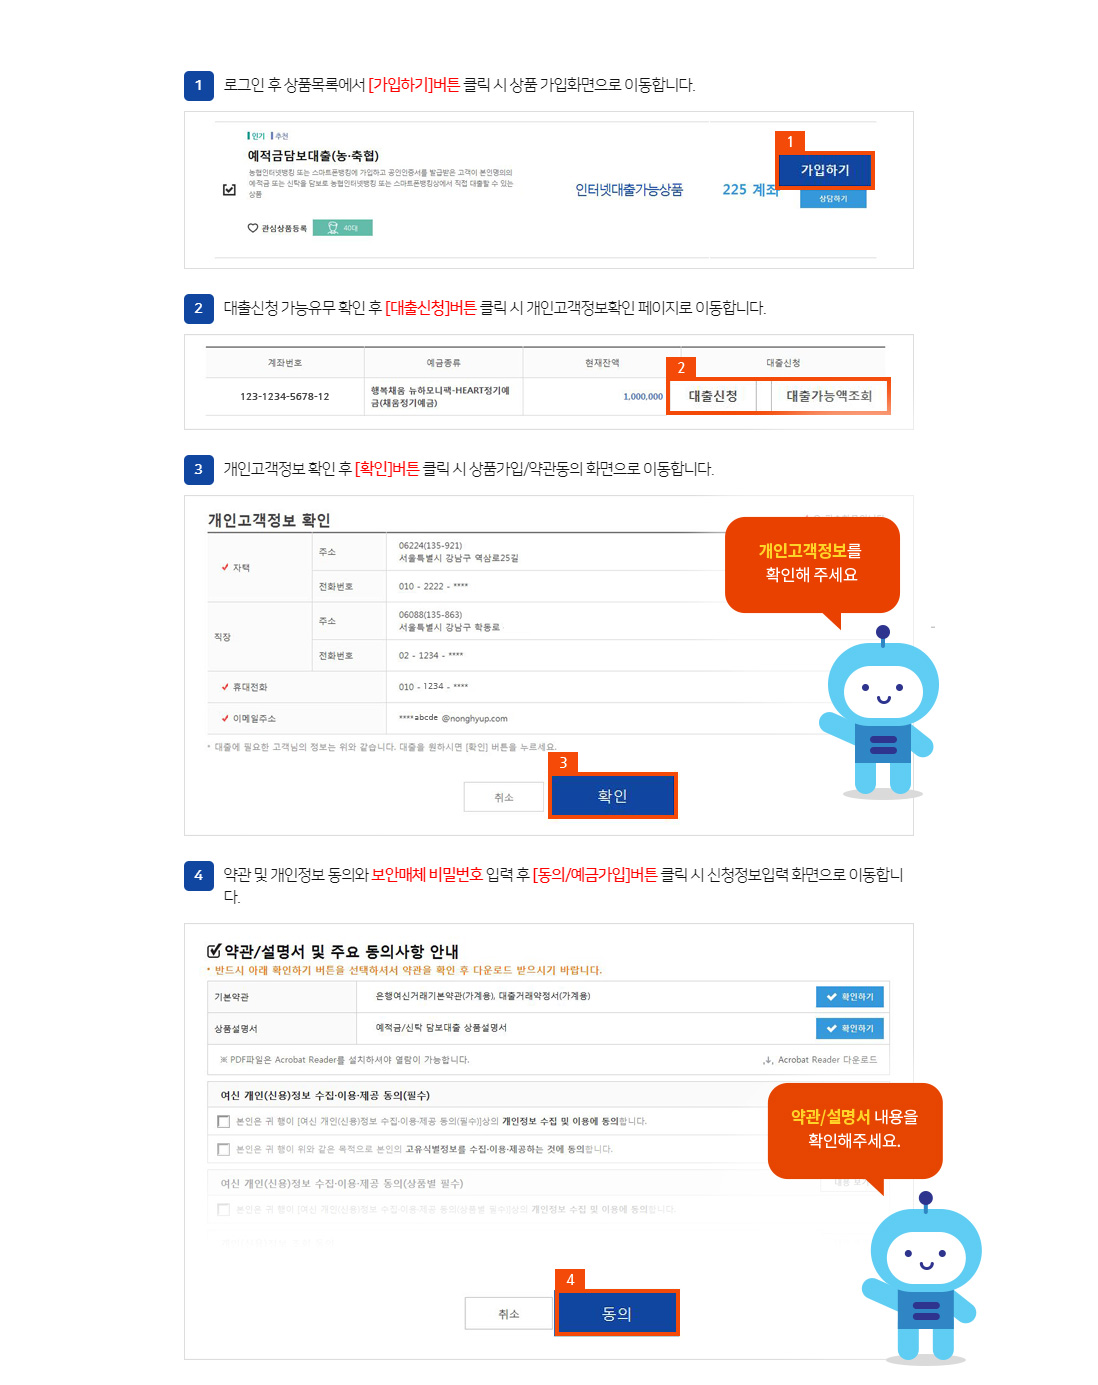 1 로그인 후 상품목록에서 [가입하기]버튼 클릭 시 상품 가입화면으로 이동합니다.
인기 추천
예적금담보대출(농·축협)
농협인터넷뱅킹 또는 스마트폰뱅킹에 가입하고 공인인증서를 발급받은 고객이 본인명의의
예적금 또는 신탁을 담보로 농협인터넷뱅킹 또는 스마트폰뱅킹상에서 직접 대출할 수 있는
상품
관심상품등록 40대
인터넷대출가능상품
225 계좌
1
가입하기
상담하기
2 대출신청 가능유무 확인 후 [대출신청]버튼 클릭 시 개인고객정보확인 페이지로 이동합니다.
계좌번호 예금종류 현재잔액 대출신청
2
123-1234-5678-12 행복채움 뉴하모니팩-HEART정기예 1,000,000 대출신청 대출가능액조회
금(채움정기예금)
3 개인고객정보 확인 후 [확인]버튼 클릭 시 상품가입/약관동의 화면으로 이동합니다.
개인고객정보 확인
자택 주소 06224(135-921)
서울특별시 강남구 역삼로25길
전화번호 010 - 2222 - ****
직장 주소 06088(135-863)
서울특별시 강남구 학동로
전화번호 02 - 1234 - ****
휴대전화 010 - 1234 - ****
이메일주소 ****abcde @nonghyup.com
* 대출에 필요한 고객님의 정보는 위와 같습니다. 대출을 원하시면 [확인] 버튼을 누르세요.
개인고객정보를
확인해 주세요
3
취소 확인
4 약관 및 개인정보 동의와 보안매체 비밀번호 입력 후 [동의/예금가입]버튼 클릭 시 신청정보입력 화면으로 이동합니
다.
약관/설명서 및 주요 동의사항 안내
* 반드시 아래 확인하기 버튼을 선택하셔서 약관을 확인 후 다운로드 받으시기 바랍니다.
기본약관 은행여신거래기본약관(가계용), 대출거래약정서(가계용) 확인하기
상품설명서 예적금/신탁 담보대출 상품설명서 확인하기
※ PDF파일은 Acrobat Reader를 설치하셔야 열람이 가능합니다. Acrobat Reader 다운로드
여신 개인(신용)정보 수집·이용·제공 동의(필수)
본인은 귀 행이 [여신 개인(신용)정보 수집·이용·제공 동의(필수)]상의 개인정보 수집 및 이용에 동의합니다.
본인은 귀 행이 위와 같은 목적으로 본인의 고유식별정보를 수집·이용·제공하는 것에 동의합니다.
여신 개인(신용)정보 수집·이용·제공 동의(상품별 필수)
본인은 귀 행이 [여신 개인(신용)정보 수집·이용·제공 동의(상품별 필수)]상의 개인정보 수집 및 이용에 동의합니다.
약관/설명서 내용을
확인해주세요.
4
취소 동의